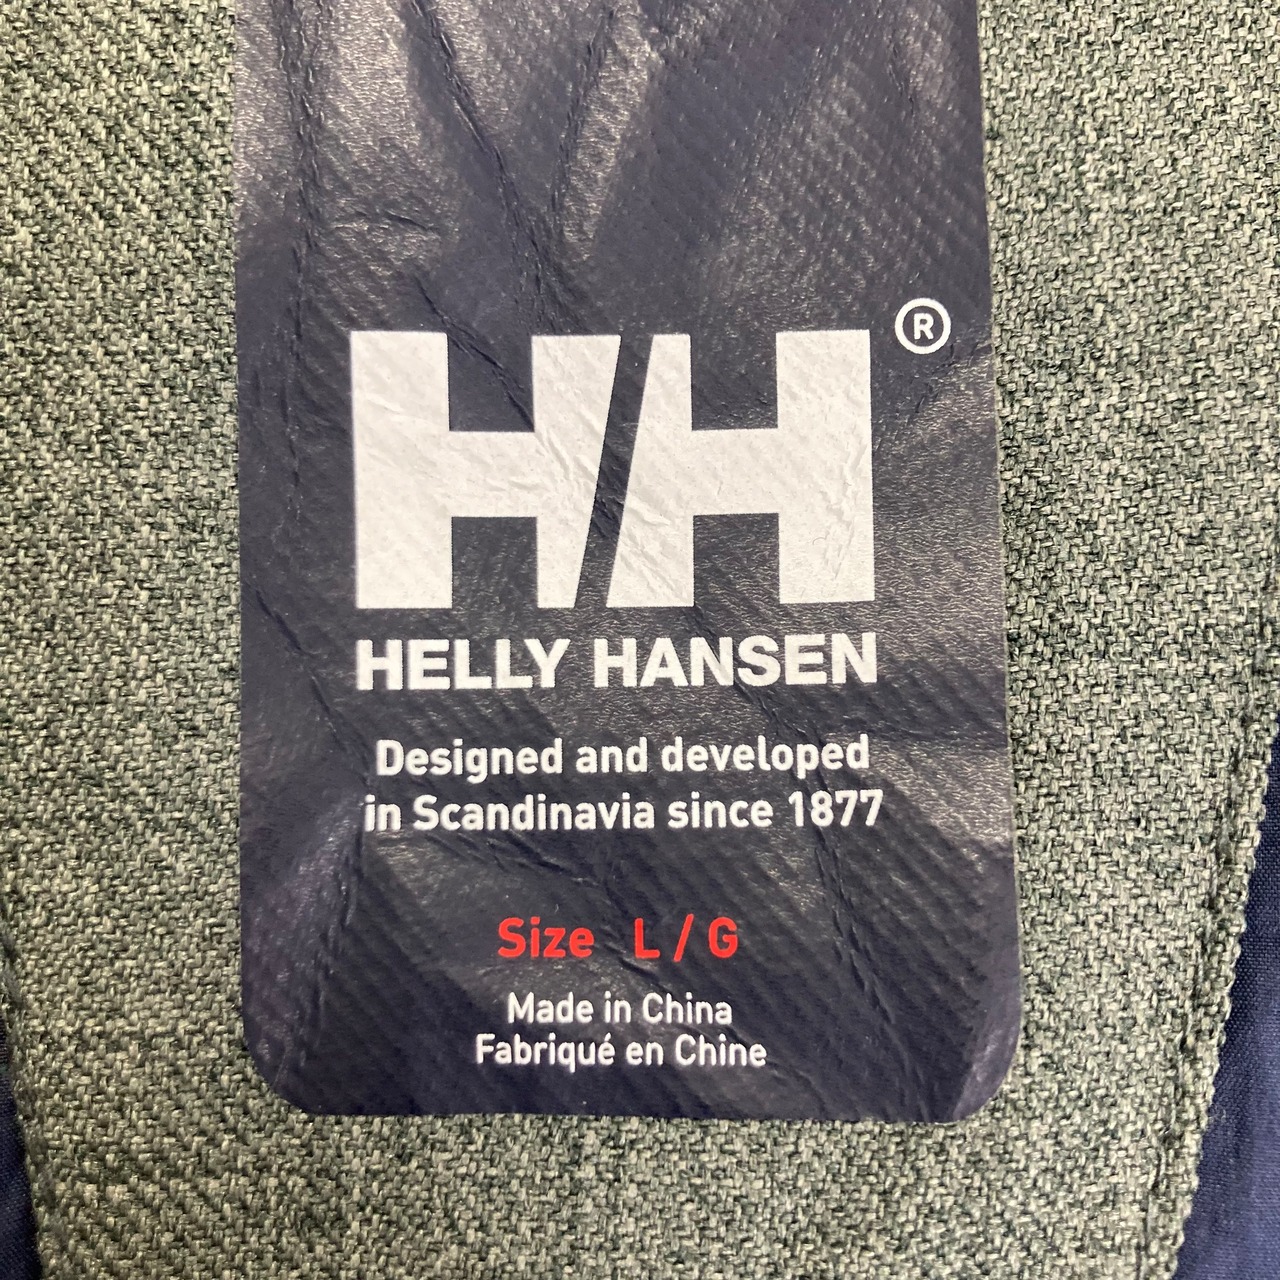 H/H®
HELLY HANSEN
Designed and developed
in Scandinavia since 1877
Size L / G
Made in China
Fabriqué en Chine